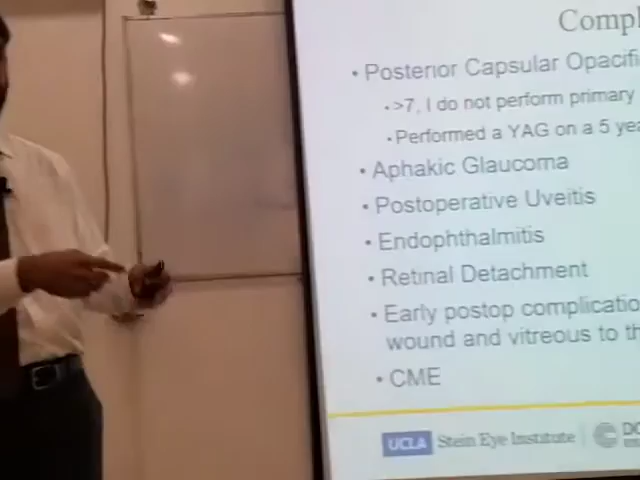 Compl
• Posterior Capsular Opacifi
• >7, I do not perform primary
• Performed a YAG on a 5 yea
• Aphakic Glaucoma
• Postoperative Uveitis
• Endophthalmitis
• Retinal Detachment
• Early postop complicatio
wound and vitreous to th
• CME
UCLA Stein Eye Institute